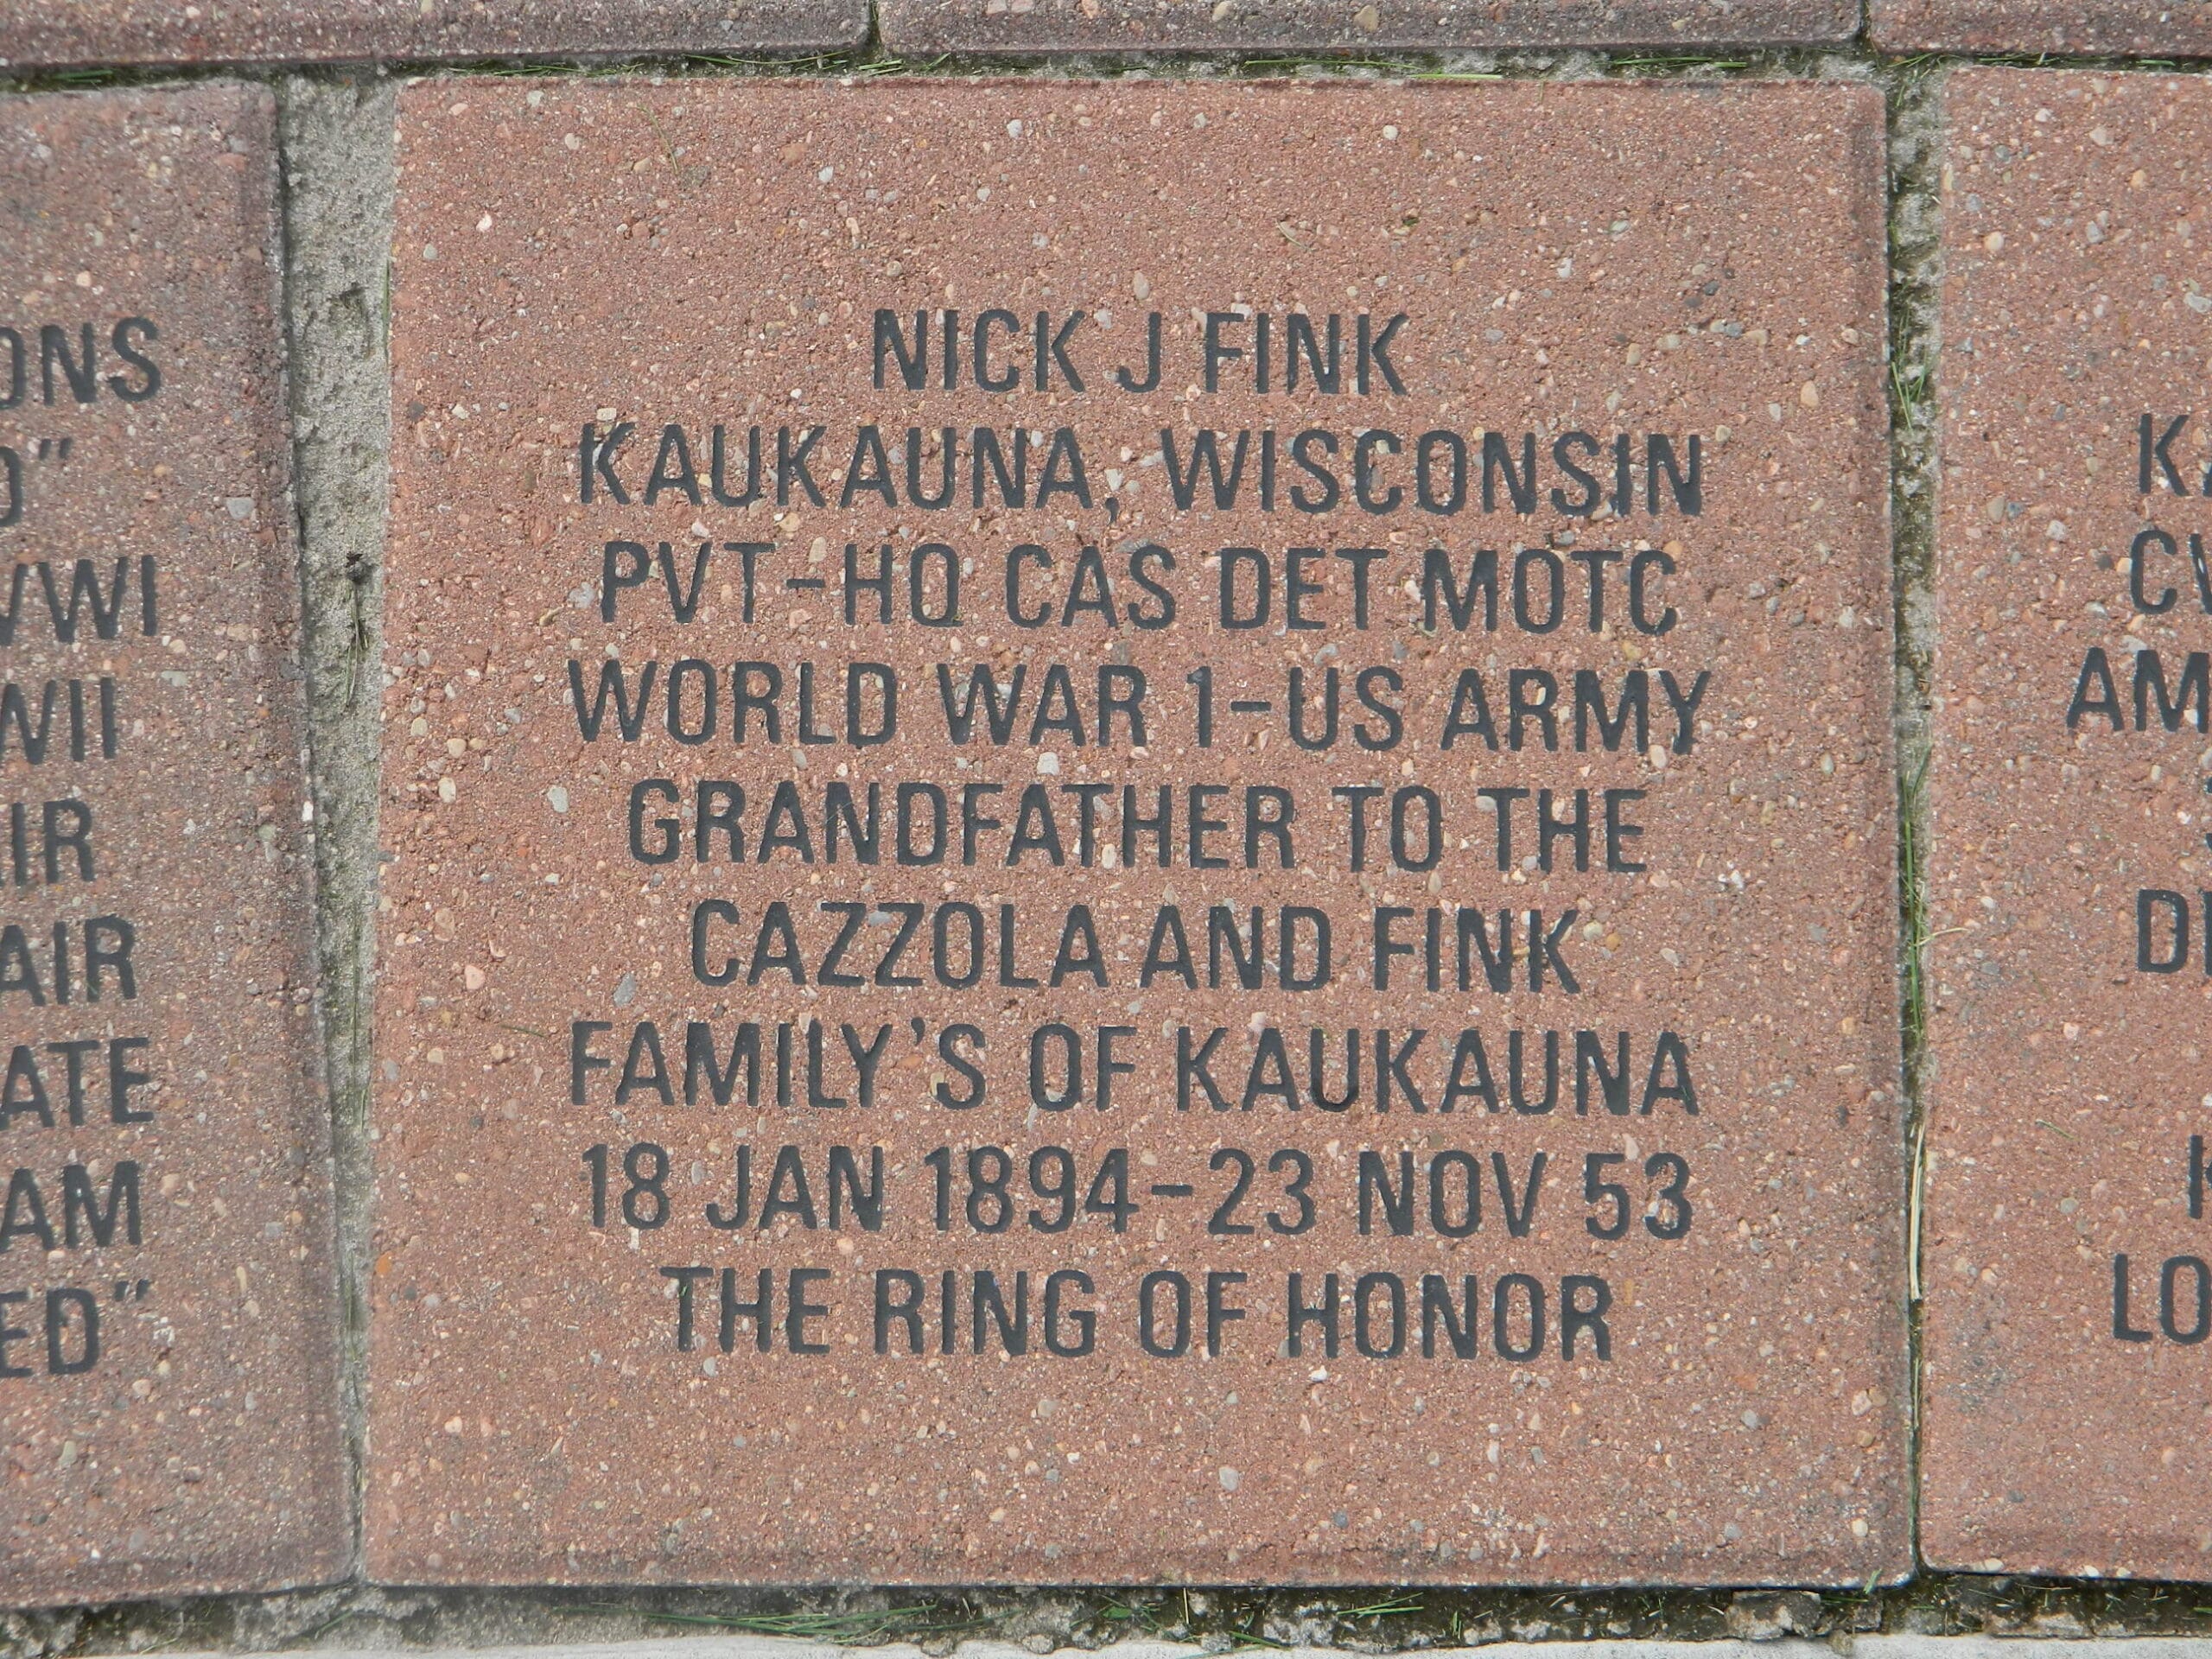 NICK J FINK
KAUKAUNA, WISCONSIN
PVT-HQ CAS DET MOTC
WORLD WAR 1-US ARMY
GRANDFATHER TO THE
CAZZOLA AND FINK
FAMILY'S OF KAUKAUNA
18 JAN 1894-23 NOV 53
THE RING OF HONOR